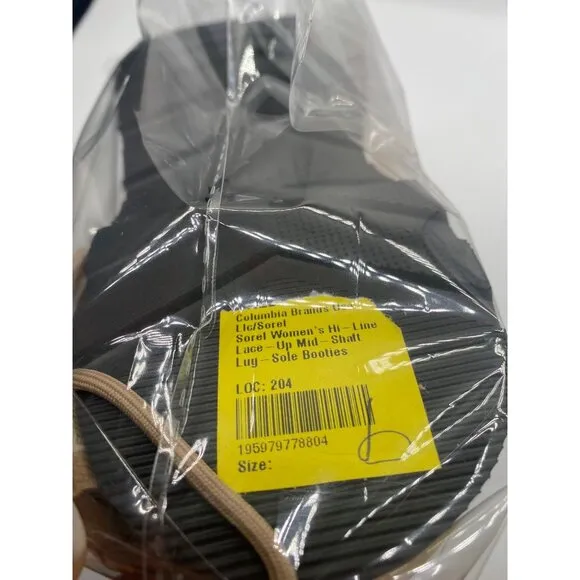 Columbia Brands
Llc/Sorel
Sorel Women's Hi-Line
Lace-Up Mid-Shaft
Lug-Sole Booties
LOC: 204
195979778804
Size: